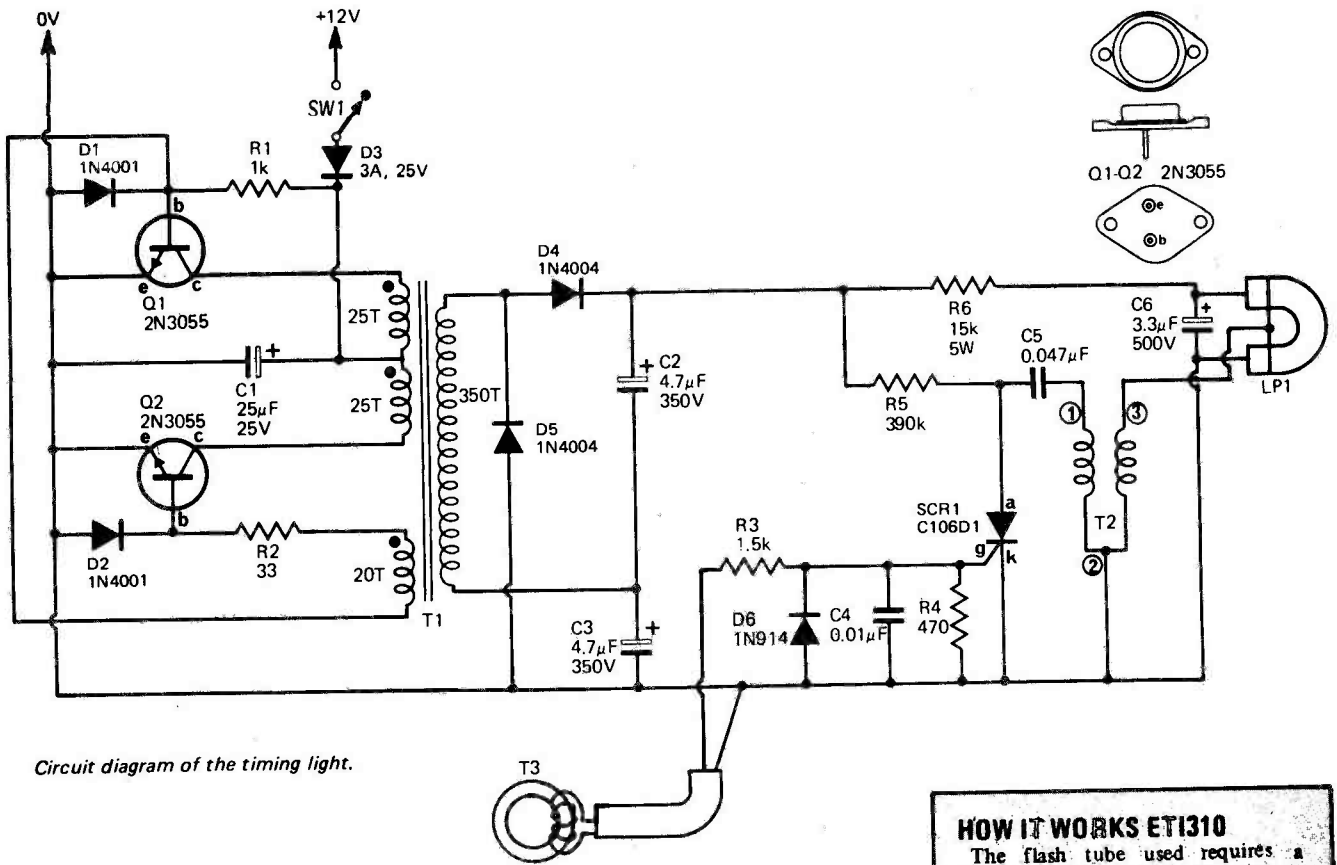 0V
+12V
SW1
D1
1N4001
R1
1k
D3
3A, 25V
b
e
c
Q1
2N3055
Q1-Q2 2N3055
e
b
D4
1N4004
25T
R6
15k
5W
C6
3.3µF
500V
+
LP1
C5
0.047µF
+
C1
25µF
25V
25T
350T
+
C2
4.7µF
350V
R5
390k
1
3
Q2
2N3055
e
c
b
D5
1N4004
D2
1N4001
R2
33
20T
T1
R3
1.5k
SCR1
C106D1
a
g
k
T2
2
C3
4.7µF
350V
+
D6
1N914
C4
0.01µF
R4
470
Circuit diagram of the timing light.
T3
HOW IT WORKS ETI310
The flash tube used requires a